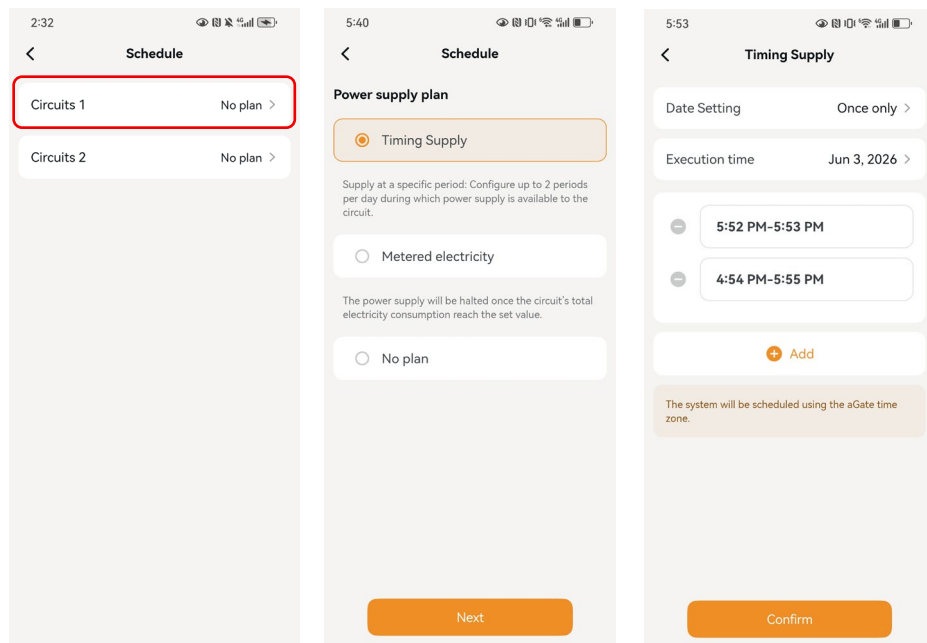 2:32
Schedule
Circuits 1
No plan
Circuits 2
No plan
5:40
Schedule
Power supply plan
Timing Supply
Supply at a specific period: Configure up to 2 periods
per day during which power supply is available to the
circuit.
Metered electricity
The power supply will be halted once the circuit's total
electricity consumption reach the set value.
No plan
Next
5:53
Timing Supply
Date Setting
Once only
Execution time
Jun 3, 2026
5:52 PM-5:53 PM
4:54 PM-5:55 PM
Add
The system will be scheduled using the aGate time
zone.
Confirm